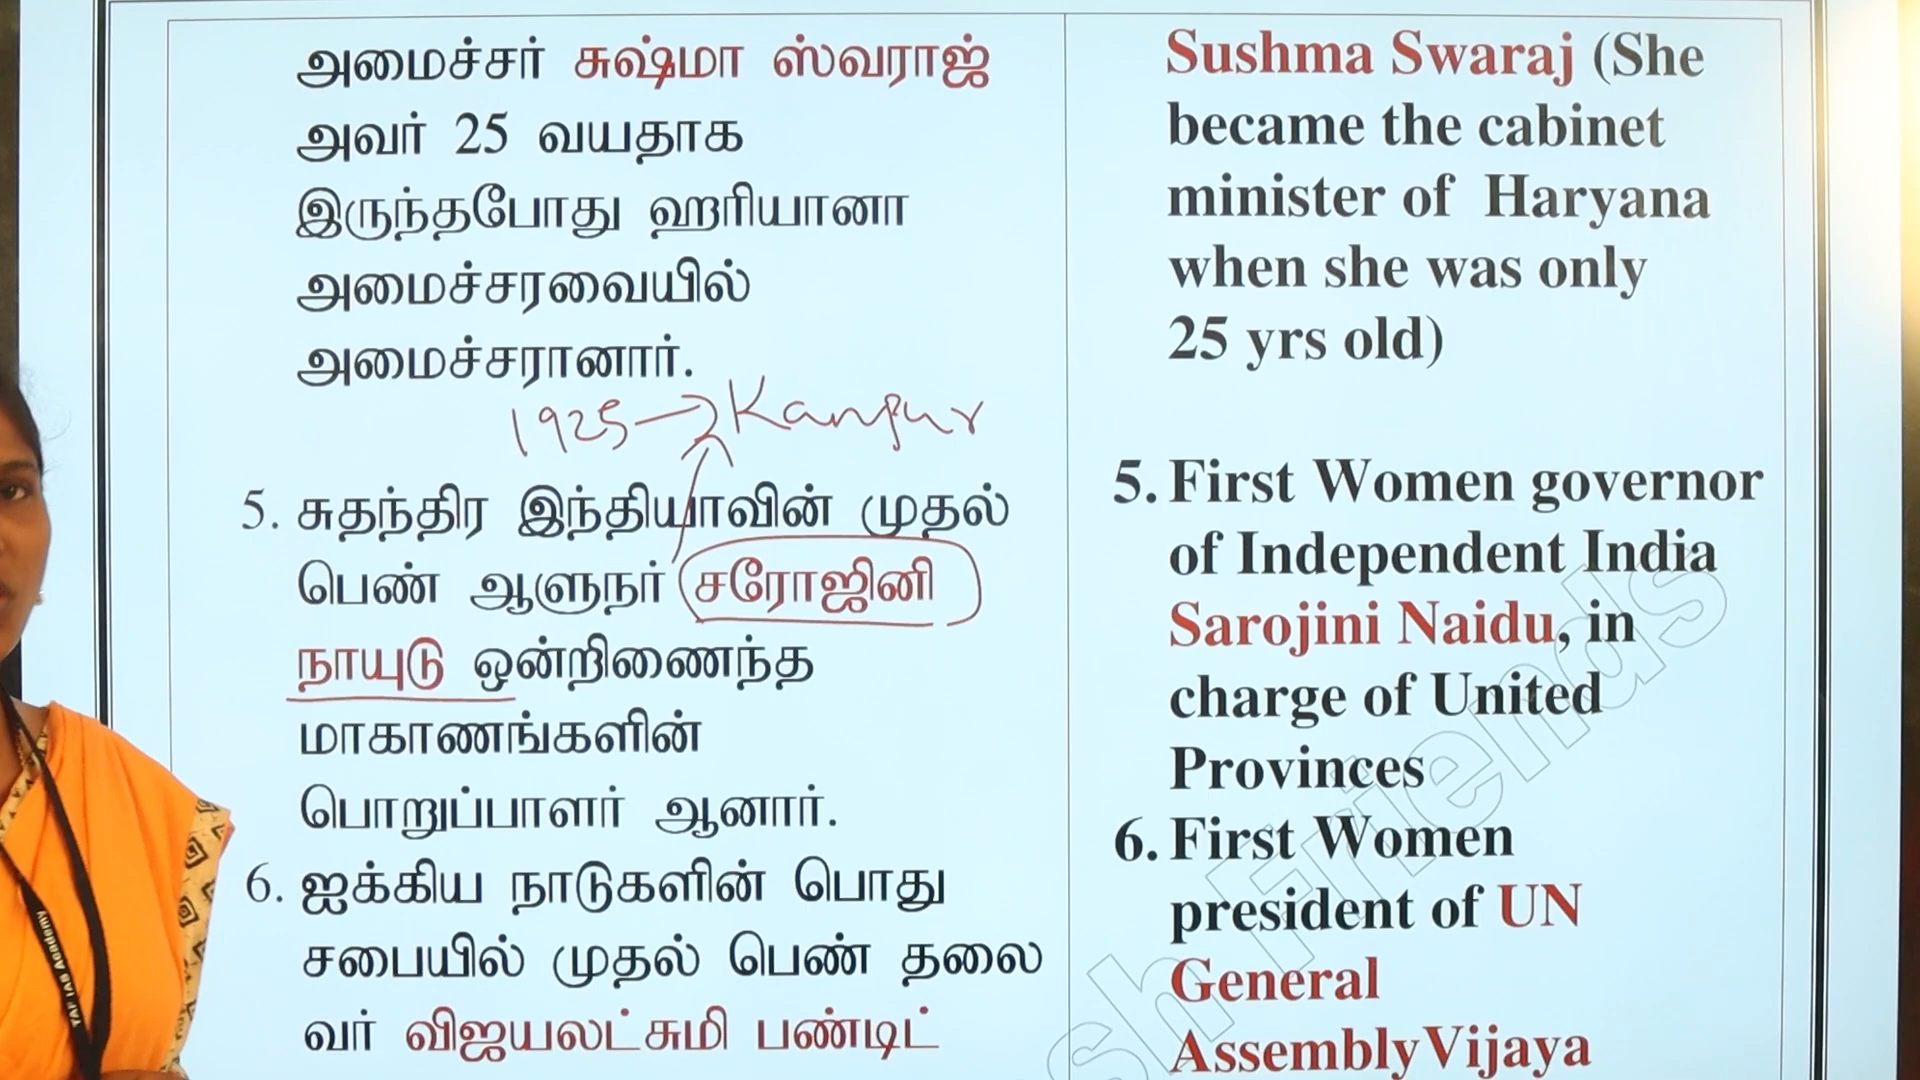 அமைச்சர் சுஷ்மா ஸ்வராஜ்
அவர் 25 வயதாக
இருந்தபோது ஹரியானா
அமைச்சரவையில்
அமைச்சரானார்.
1925 → Kanpur
5. சுதந்திர இந்தியாவின் முதல்
பெண் ஆளுநர் சரோஜினி
நாயுடு ஒன்றிணைந்த
மாகாணங்களின்
பொறுப்பாளர் ஆனார்.
6. ஐக்கிய நாடுகளின் பொது
சபையில் முதல் பெண் தலை
வர் விஜயலட்சுமி பண்டிட்
Sushma Swaraj (She
became the cabinet
minister of Haryana
when she was only
25 yrs old)
5. First Women governor
of Independent India
Sarojini Naidu, in
charge of United
Provinces
6. First Women
president of UN
General
Assembly Vijaya
sh Friends
Academy